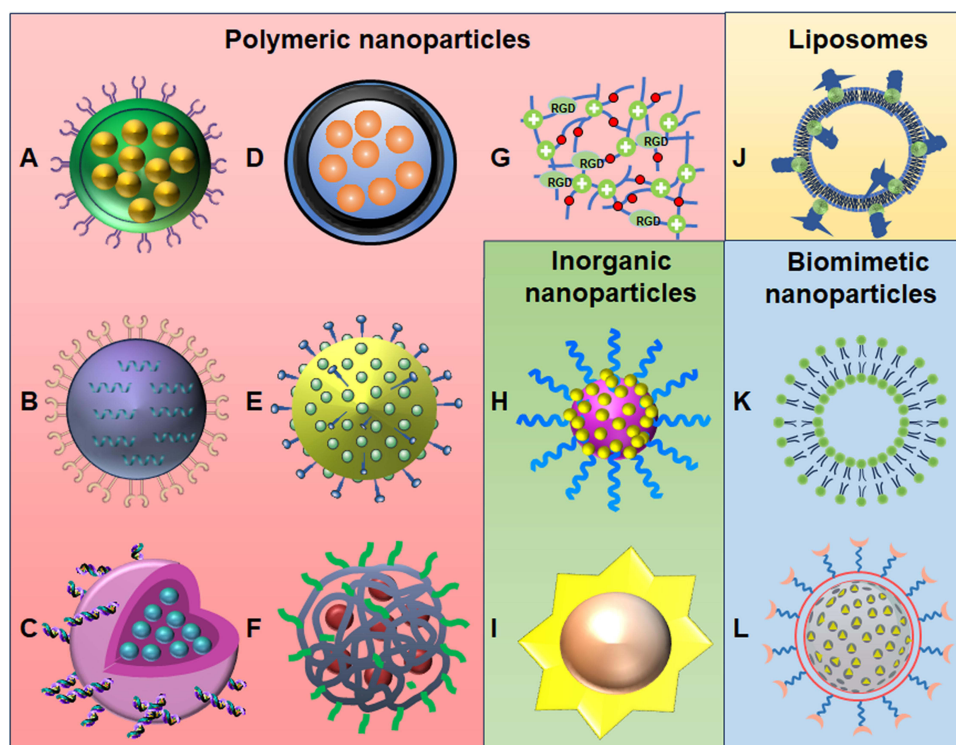 Polymeric nanoparticles
Liposomes
A
D
G
RGD
RGD
RGD
RGD
RGD
J
Inorganic
nanoparticles
Biomimetic
nanoparticles
B
E
H
K
C
F
I
L